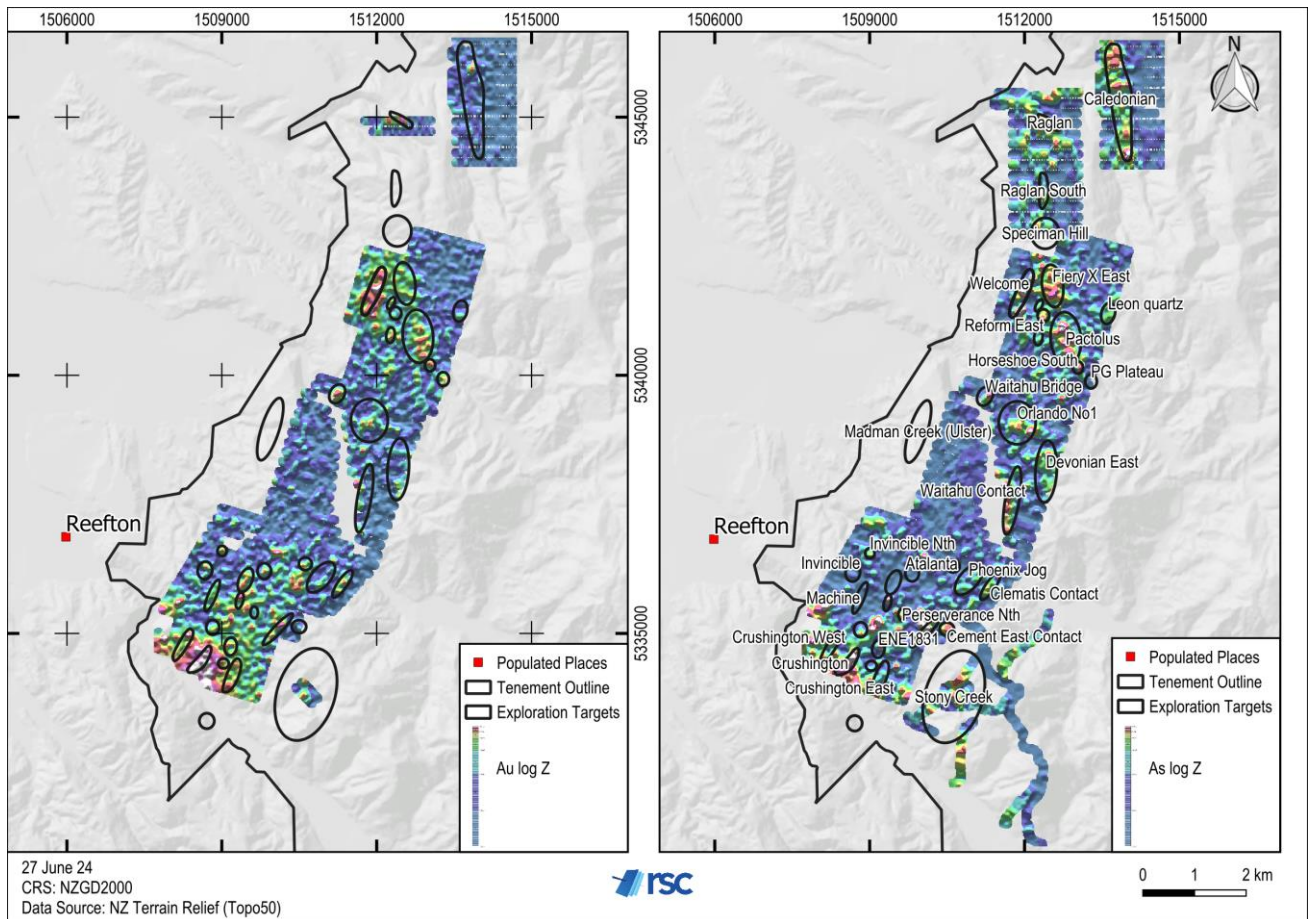 1506000 1509000 1512000 1515000
1506000 1509000 1512000 1515000
5345000
5340000
5335000
Reefton
Populated Places
Tenement Outline
Exploration Targets
Au log Z
N
5345000
5340000
5335000
Caledonian
Raglan
Raglan South
Speciman Hill
Fiery X East
Welcome
Leon quartz
Reform East
Pactolus
Horseshoe South
PG Plateau
Waitahu Bridge
Orlando No1
Madman Creek (Ulster)
Devonian East
Waitahu Contact
Reefton
Invincible Nth
Invincible
Atalanta
Phoenix Jog
Clematis Contact
Machine
Perserverance Nth
Crushington West
ENE1831
Cement East Contact
Crushington
Crushington East
Stony Creek
Populated Places
Tenement Outline
Exploration Targets
As log Z
27 June 24
CRS: NZGD2000
Data Source: NZ Terrain Relief (Topo50)
rsc
0 1 2 km